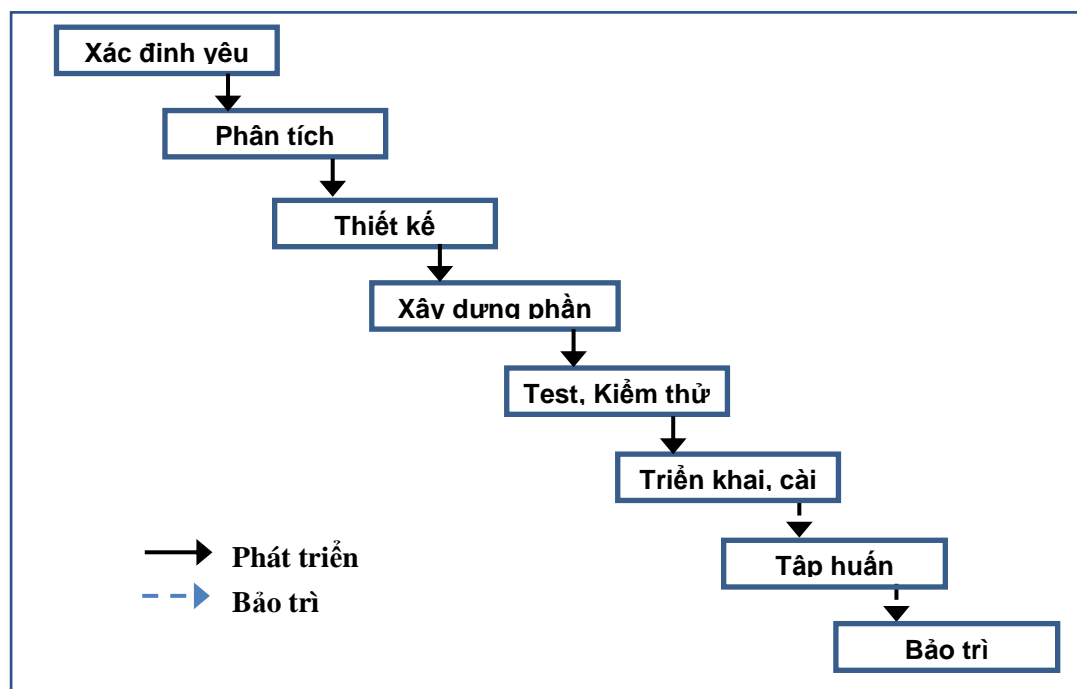 Xác định yêu
Phân tích
Thiết kế
Xây dựng phần
Test, Kiểm thử
Triển khai, cài
Tập huấn
Bảo trì
Phát triển
Bảo trì